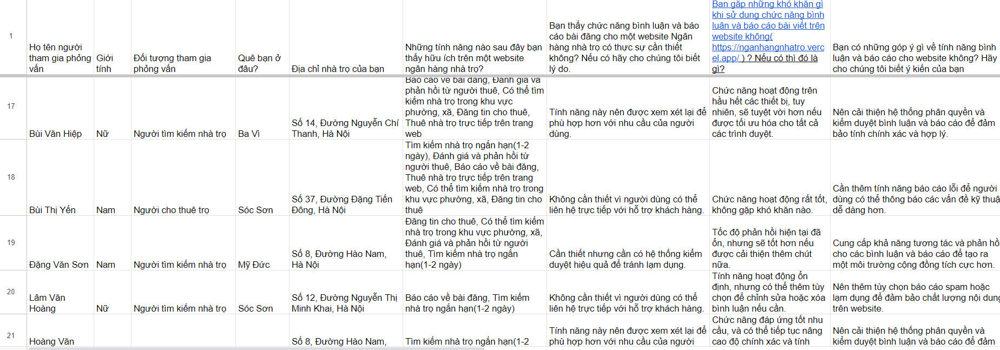 1
Họ tên người
tham gia phỏng
vấn
Giới
tính
Đối tượng tham gia
phỏng vấn
Quê bạn ở
đâu?
Địa chỉ nhà trọ của bạn
Những tính năng nào sau đây bạn
thấy hữu ích trên một website
ngân hàng nhà trọ?
Bạn thấy chức năng bình luận và báo
cáo bài đăng cho một website Ngân
hàng nhà trọ có thực sự cần thiết
không? Nếu có hãy cho chúng tôi biết
lý do.
Bạn gặp những khó khăn gì
khi sử dụng chức năng bình
luận và báo cáo bài viết trên
website không(
https://nganhangnhatro.verc
el.app/ ) ? Nếu có thì đó là
gì?
Bạn có những góp ý gì về tính năng bình
luận và báo cáo cho website không? Hãy
cho chúng tôi biết ý kiến của bạn
17
Bùi Văn Hiệp
Nữ
Người tìm kiếm nhà trọ
Ba Vì
Số 14, Đường Nguyễn Chí
Thanh, Hà Nội
Báo cáo về bài đăng, Đánh giá và
phản hồi từ người thuê, Có thể tìm
kiếm nhà trọ trong khu vực
phường, xã, Đăng tin cho thuê,
Thuê nhà trọ trực tiếp trên trang
web
Tính năng này nên được xem xét lại để
phù hợp hơn với nhu cầu của người
dùng.
Chức năng hoạt động trên
hầu hết các thiết bị, tuy
nhiên, sẽ tuyệt vời hơn nếu
được tối ưu hóa cho tất cả
các trình duyệt.
Nên cải thiện hệ thống phân quyền và
kiểm duyệt bình luận và báo cáo để đảm
bảo tính chính xác và hợp lý.
18
Bùi Thị Yến
Nam
Người cho thuê trọ
Sóc Sơn
Số 37, Đường Đặng Tiến
Đông, Hà Nội
Tìm kiếm nhà trọ ngắn hạn(1-2
ngày), Đánh giá và phản hồi từ
người thuê, Báo cáo về bài đăng,
Thuê nhà trọ trực tiếp trên trang
web, Có thể tìm kiếm nhà trọ trong
khu vực phường, xã, Đăng tin cho
thuê
Không cần thiết vì người dùng có thể
liên hệ trực tiếp với hỗ trợ khách hàng.
Chức năng hoạt động rất tốt,
không gặp khó khăn nào.
Cần thêm tính năng báo cáo lỗi để người
dùng có thể thông báo các vấn đề kỹ thuậ
dễ dàng hơn.
19
Đặng Văn Sơn
Nam
Người tìm kiếm nhà trọ
Mỹ Đức
Số 8, Đường Hào Nam,
Hà Nội
Đăng tin cho thuê, Có thể tìm kiếm
nhà trọ trong khu vực phường, xã,
Đánh giá và phản hồi từ người
thuê, Tìm kiếm nhà trọ ngắn
hạn(1-2 ngày)
Cần thiết nhưng cần có hệ thống kiểm
duyệt hiệu quả để tránh lạm dụng.
Tốc độ phản hồi hiện tại đã
ổn, nhưng sẽ tốt hơn nếu
được cải thiện thêm chút
nữa.
Cung cấp khả năng tương tác và phản hồ
cho các bình luận và báo cáo để tạo ra
một môi trường cộng đồng tích cực hơn.
20
Lâm Văn
Hoàng
Nữ
Người tìm kiếm nhà trọ
Sóc Sơn
Số 12, Đường Nguyễn Thị
Minh Khai, Hà Nội
Báo cáo về bài đăng, Tìm kiếm
nhà trọ ngắn hạn(1-2 ngày)
Không cần thiết vì người dùng có thể
liên hệ trực tiếp với hỗ trợ khách hàng.
Tính năng hoạt động ổn
định, nhưng có thể thêm tùy
chọn để chỉnh sửa hoặc xóa
bình luận nếu cần.
Nên thêm tùy chọn báo cáo spam hoặc
lạm dụng để đảm bảo chất lượng nội dung
trên website.
21
Hoàng Văn
Số 8, Đường Hào Nam,
Tìm kiếm nhà trọ ngắn hạn(1-2
Tính năng này nên được xem xét lại để
phù hợp hơn với nhu cầu của người
Chức năng đáp ứng tốt nhu
cầu, và có thể tiếp tục nâng
cao độ chính xác và tính
Nên cải thiện hệ thống phân quyền và
kiểm duyệt bình luận và báo cáo để đảm